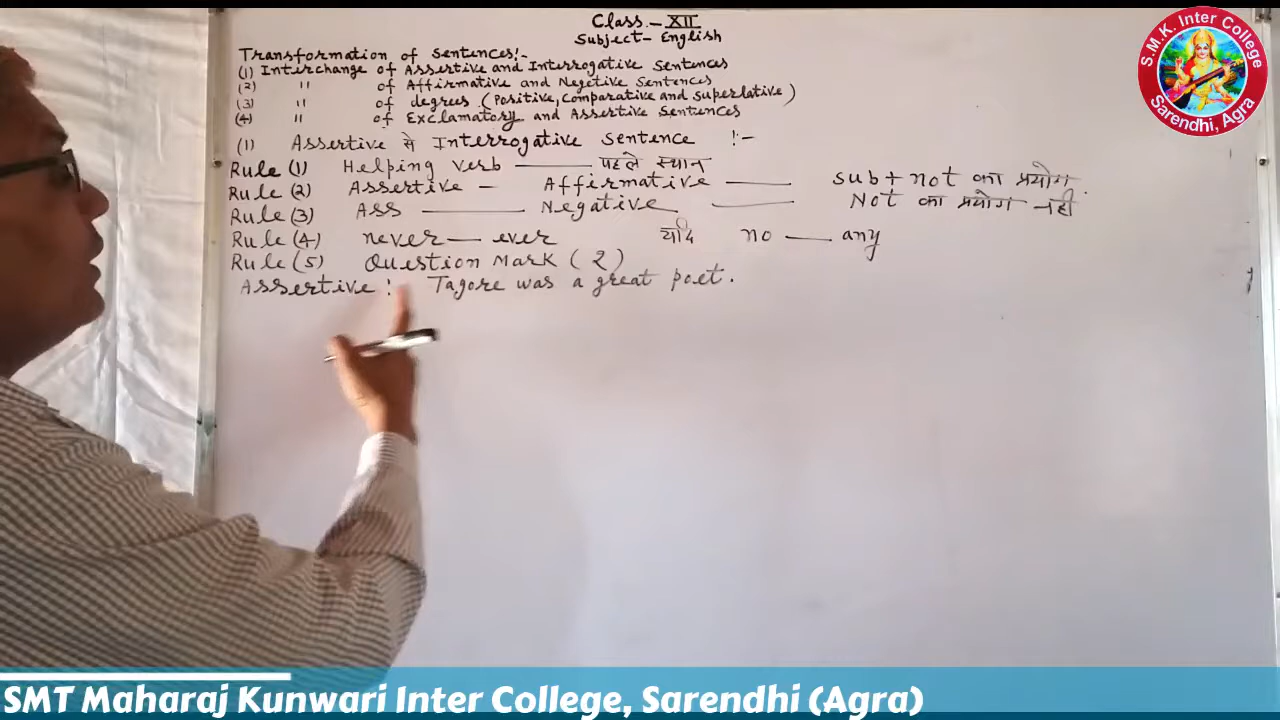 Class - XII
Subject - English
Transformation of Sentences:-
(1) Interchange of Assertive and Interrogative Sentences
(2) " of Affirmative and Negetive Sentences
(3) " of degrees (Positive, Comparative and Superlative)
(4) " of Exclamatory and Assertive Sentences
(1) Assertive से Interrogative Sentence :-
Rule (1) Helping verb —— पहले स्थान
Rule (2) Assertive - Affirmative —— Sub + not का प्रयोग.
Rule (3) Ass —— Negative —— Not का प्रयोग नहीं
Rule (4) never — ever यदि no — any
Rule (5) Question Mark (?)
Assertive : Tagore was a great poet.
S.M.K. Inter College
Sarendhi, Agra
SMT Maharaj Kunwari Inter College, Sarendhi (Agra)